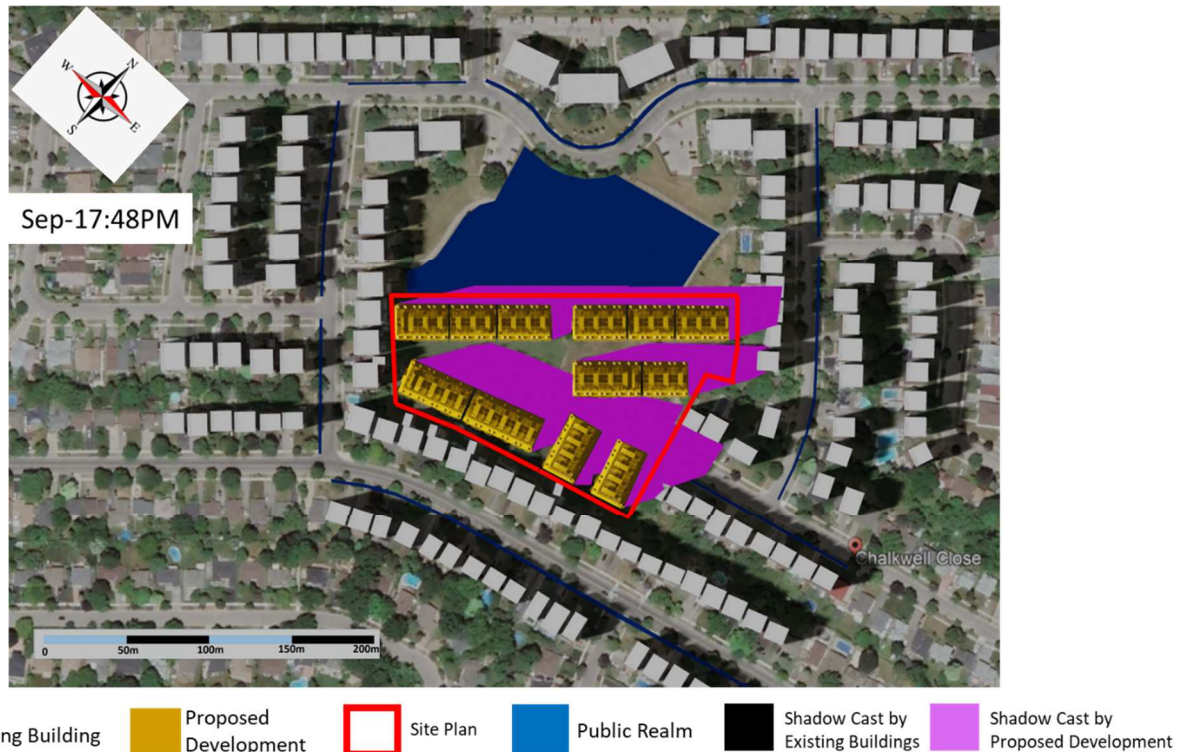 W
N
S
E
Sep-17:48PM
Chalkwell Close
0 50m 100m 150m 200m
ng Building
Proposed
Development
Site Plan
Public Realm
Shadow Cast by
Existing Buildings
Shadow Cast by
Proposed Development